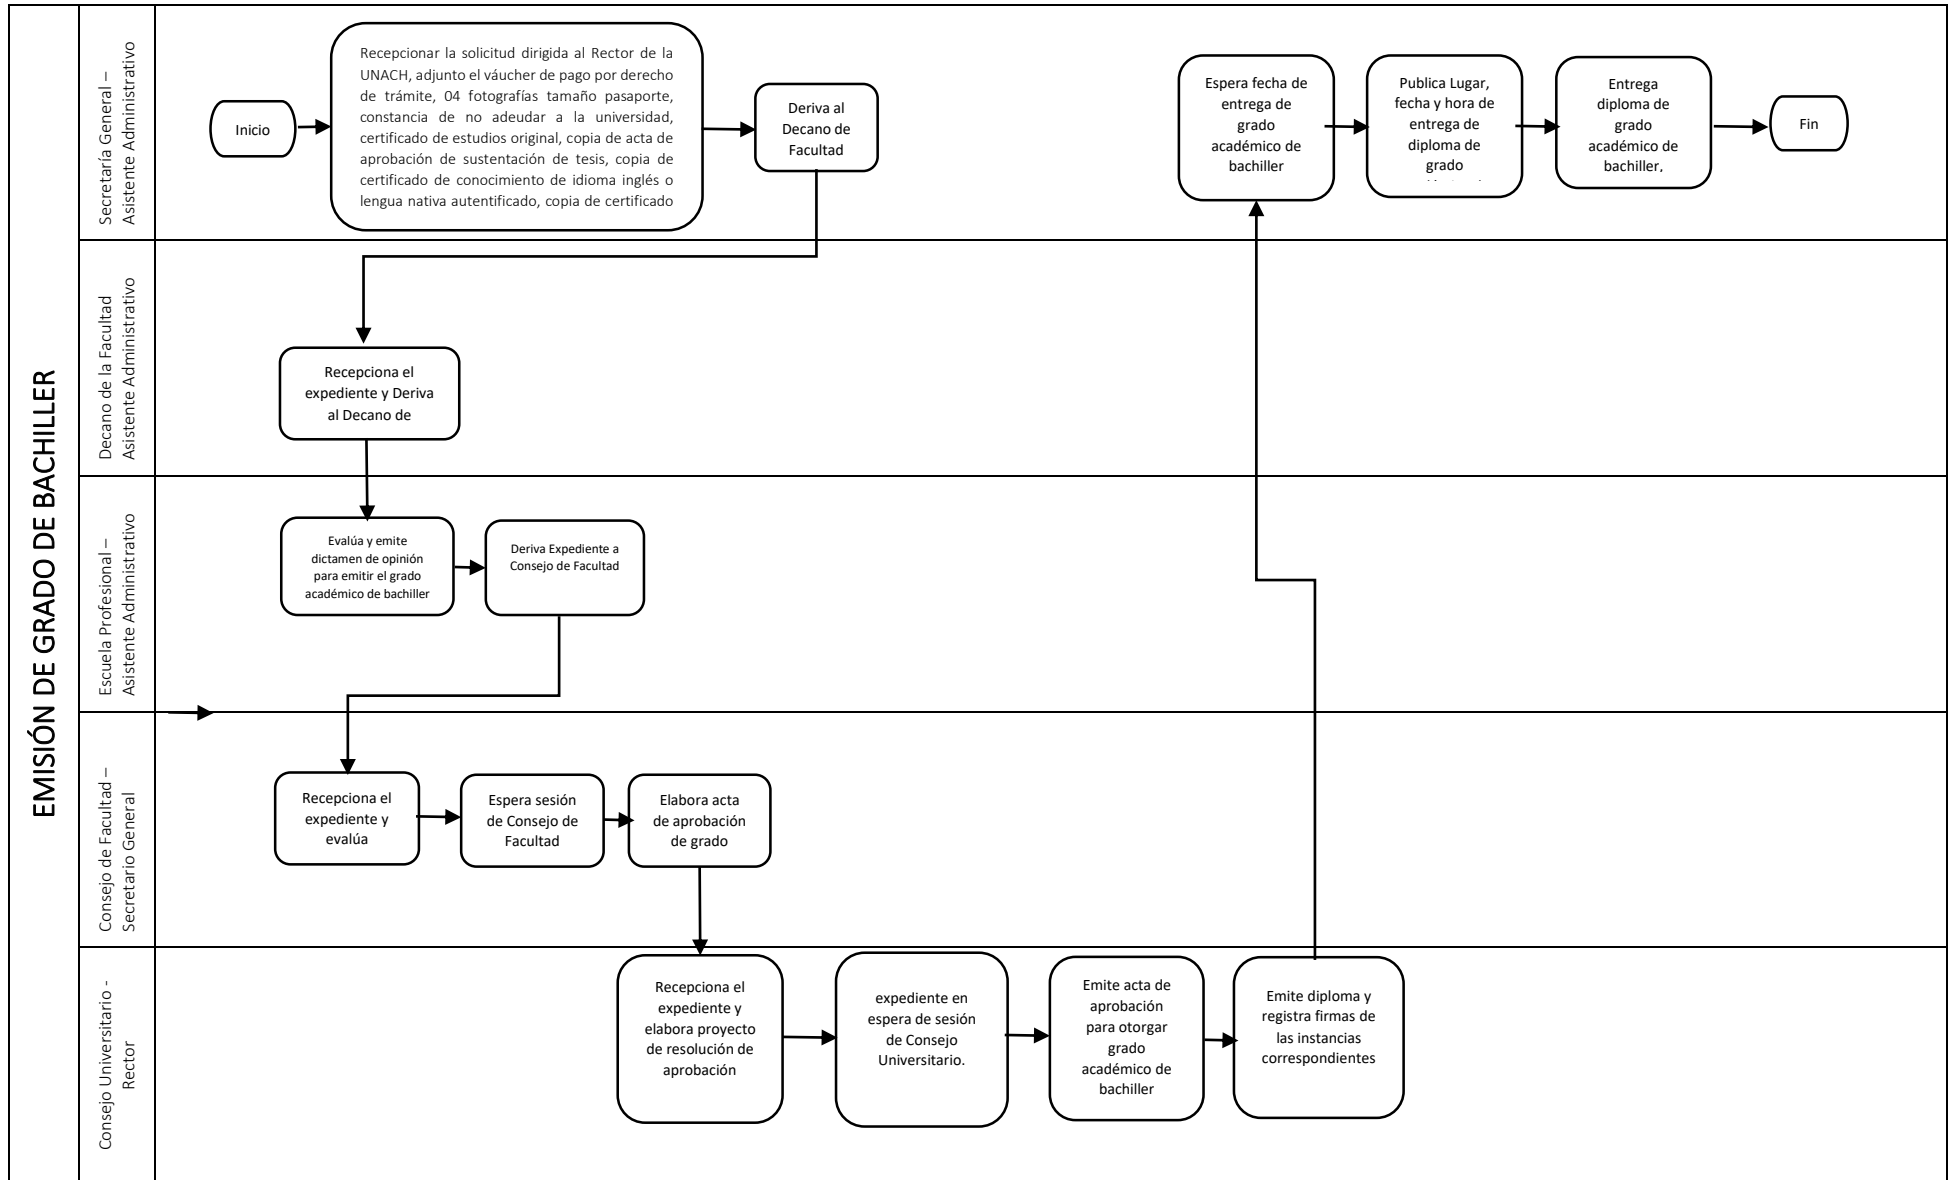 EMISIÓN DE GRADO DE BACHILLER
Secretaría General –
Asistente Administrativo
Inicio
Recepcionar la solicitud dirigida al Rector de la
UNACH, adjunto el váucher de pago por derecho
de trámite, 04 fotografías tamaño pasaporte,
constancia de no adeudar a la universidad,
certificado de estudios original, copia de acta de
aprobación de sustentación de tesis, copia de
certificado de conocimiento de idioma inglés o
lengua nativa autentificado, copia de certificado
Deriva al
Decano de
Facultad
Espera fecha de
entrega de
grado
académico de
bachiller
Publica Lugar,
fecha y hora de
entrega de
diploma de
grado
Entrega
diploma de
grado
académico de
bachiller,
Fin
Decano de la Facultad
Asistente Administrativo
Recepciona el
expediente y Deriva
al Decano de
Escuela Profesional –
Asistente Administrativo
Evalúa y emite
dictamen de opinión
para emitir el grado
académico de bachiller
Deriva Expediente a
Consejo de Facultad
Consejo de Facultad –
Secretario General
Recepciona el
expediente y
evalúa
Espera sesión
de Consejo de
Facultad
Elabora acta
de aprobación
de grado
Consejo Universitario -
Rector
Recepciona el
expediente y
elabora proyecto
de resolución de
aprobación
expediente en
espera de sesión
de Consejo
Universitario.
Emite acta de
aprobación
para otorgar
grado
académico de
bachiller
Emite diploma y
registra firmas de
las instancias
correspondientes